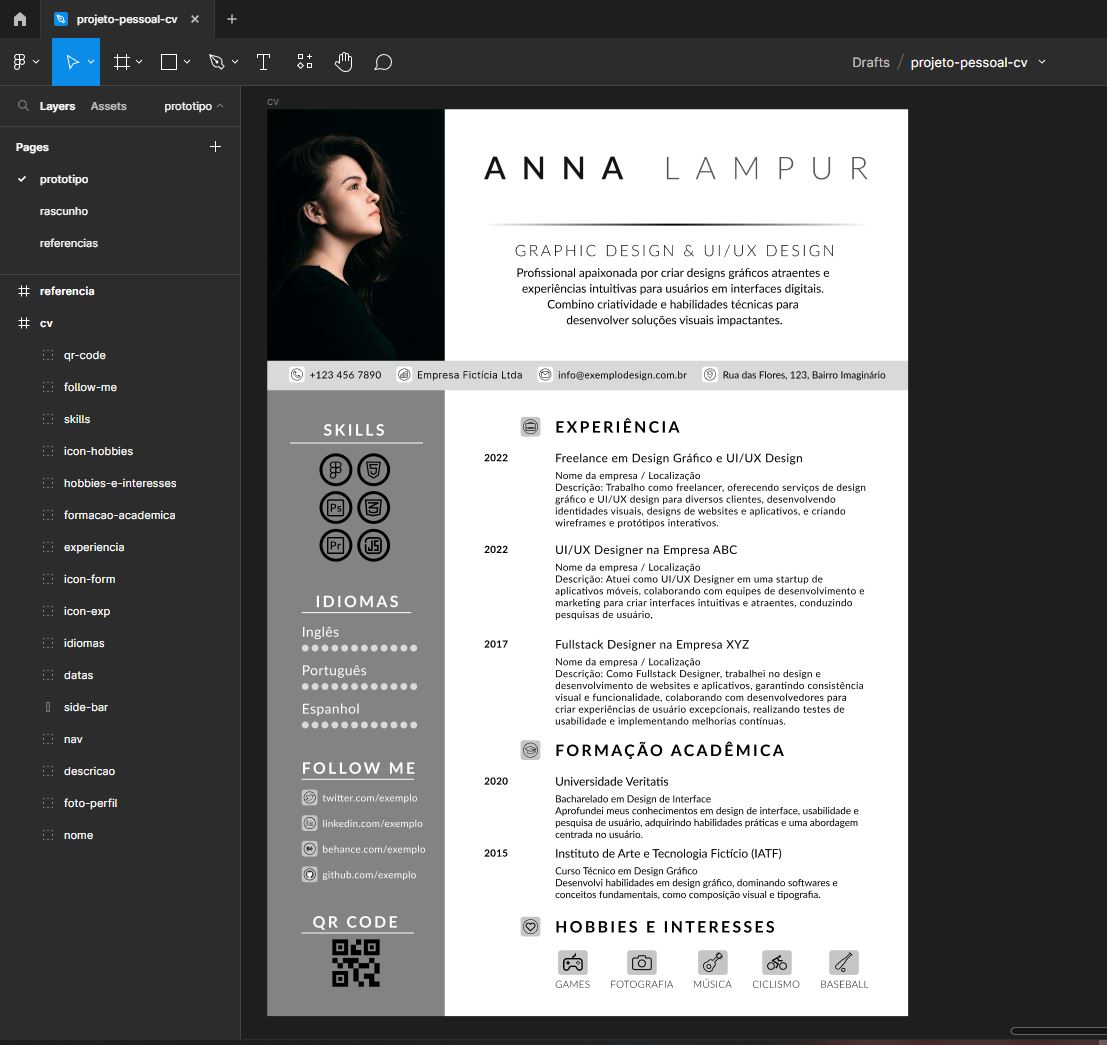 projeto-pessoal-cv
Drafts / projeto-pessoal-cv
Layers Assets prototipo
Pages
prototipo
rascunho
referencias
referencia
cv
qr-code
follow-me
skills
icon-hobbies
hobbies-e-interesses
formacao-academica
experiencia
icon-form
icon-exp
idiomas
datas
side-bar
nav
descricao
foto-perfil
nome
cv
ANNA LAMPUR
GRAPHIC DESIGN & UI/UX DESIGN
Profissional apaixonada por criar designs gráficos atraentes e
experiências intuitivas para usuários em interfaces digitais.
Combino criatividade e habilidades técnicas para
desenvolver soluções visuais impactantes.
+123 456 7890 Empresa Fictícia Ltda info@exemplodesign.com.br Rua das Flores, 123, Bairro Imaginário
SKILLS
Ps
Pr JS
IDIOMAS
Inglês
Português
Espanhol
FOLLOW ME
twitter.com/exemplo
linkedin.com/exemplo
behance.com/exemplo
github.com/exemplo
QR CODE
EXPERIÊNCIA
2022 Freelance em Design Gráfico e UI/UX Design
Nome da empresa / Localização
Descrição: Trabalho como freelancer, oferecendo serviços de design
gráfico e UI/UX design para diversos clientes, desenvolvendo
identidades visuais, designs de websites e aplicativos, e criando
wireframes e protótipos interativos.
2022 UI/UX Designer na Empresa ABC
Nome da empresa / Localização
Descrição: Atuei como UI/UX Designer em uma startup de
aplicativos móveis, colaborando com equipes de desenvolvimento e
marketing para criar interfaces intuitivas e atraentes, conduzindo
pesquisas de usuário,
2017 Fullstack Designer na Empresa XYZ
Nome da empresa / Localização
Descrição: Como Fullstack Designer, trabalhei no design e
desenvolvimento de websites e aplicativos, garantindo consistência
visual e funcionalidade, colaborando com desenvolvedores para
criar experiências de usuário excepcionais, realizando testes de
usabilidade e implementando melhorias contínuas.
FORMAÇÃO ACADÊMICA
2020 Universidade Veritatis
Bacharelado em Design de Interface
Aprofundei meus conhecimentos em design de interface, usabilidade e
pesquisa de usuário, adquirindo habilidades práticas e uma abordagem
centrada no usuário.
2015 Instituto de Arte e Tecnologia Fictício (IATF)
Curso Técnico em Design Gráfico
Desenvolvi habilidades em design gráfico, dominando softwares e
conceitos fundamentais, como composição visual e tipografia.
HOBBIES E INTERESSES
GAMES FOTOGRAFIA MÚSICA CICLISMO BASEBALL